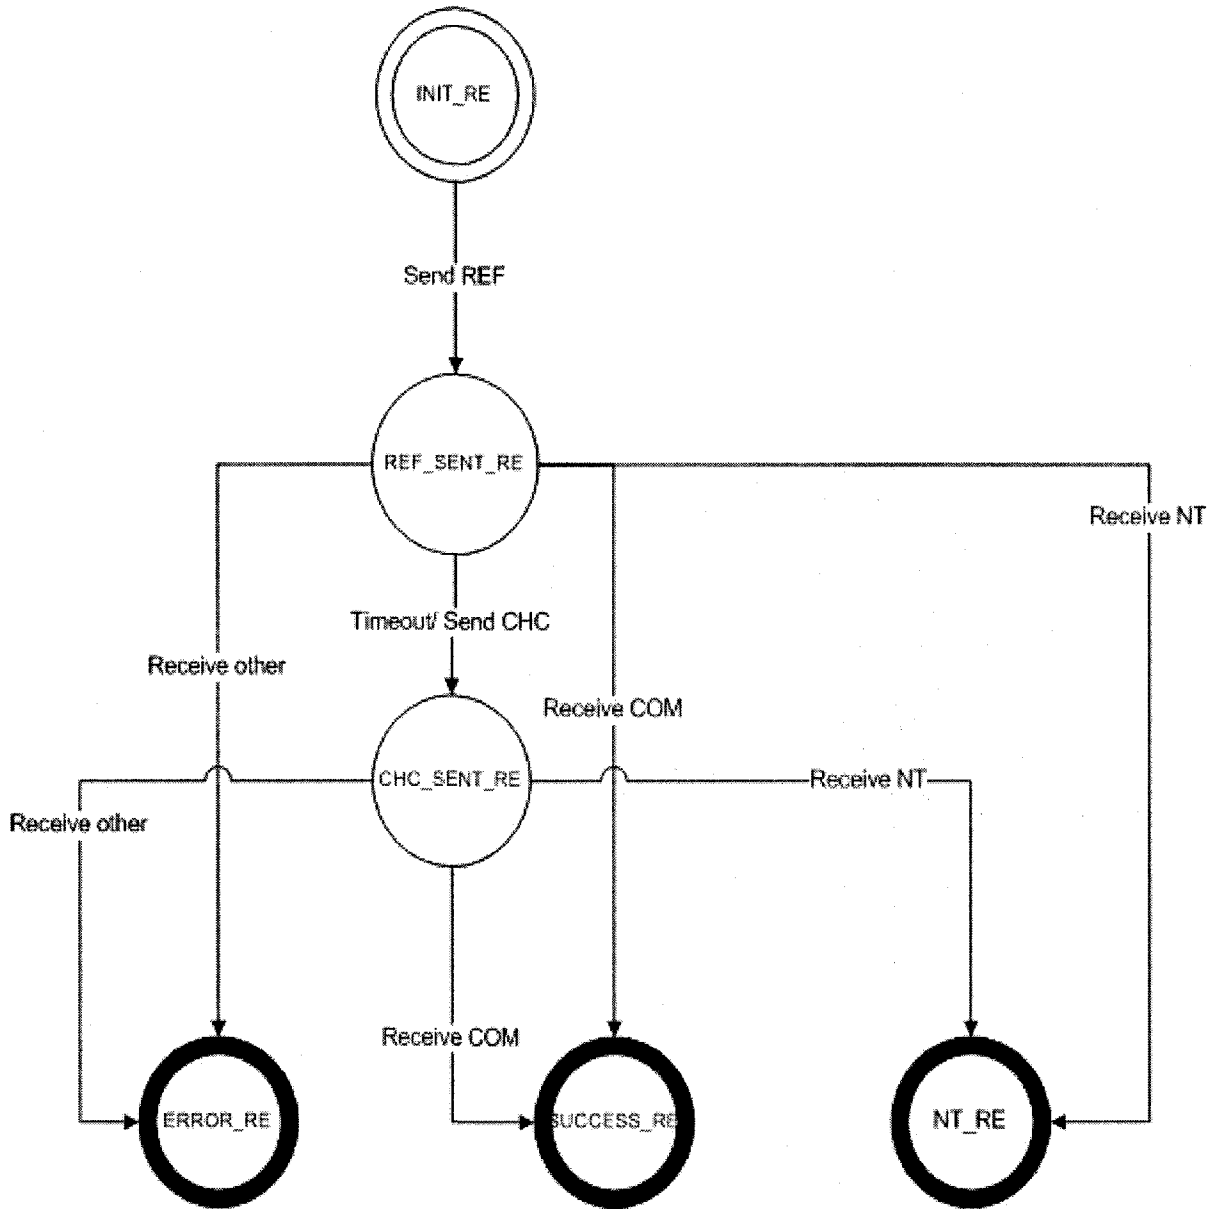 INIT_RE
Send REF
REF_SENT_RE
Receive NT
Timeout/ Send CHC
Receive other
Receive COM
CHC_SENT_RE
Receive NT
Receive other
Receive COM
ERROR_RE
SUCCESS_RE
NT_RE